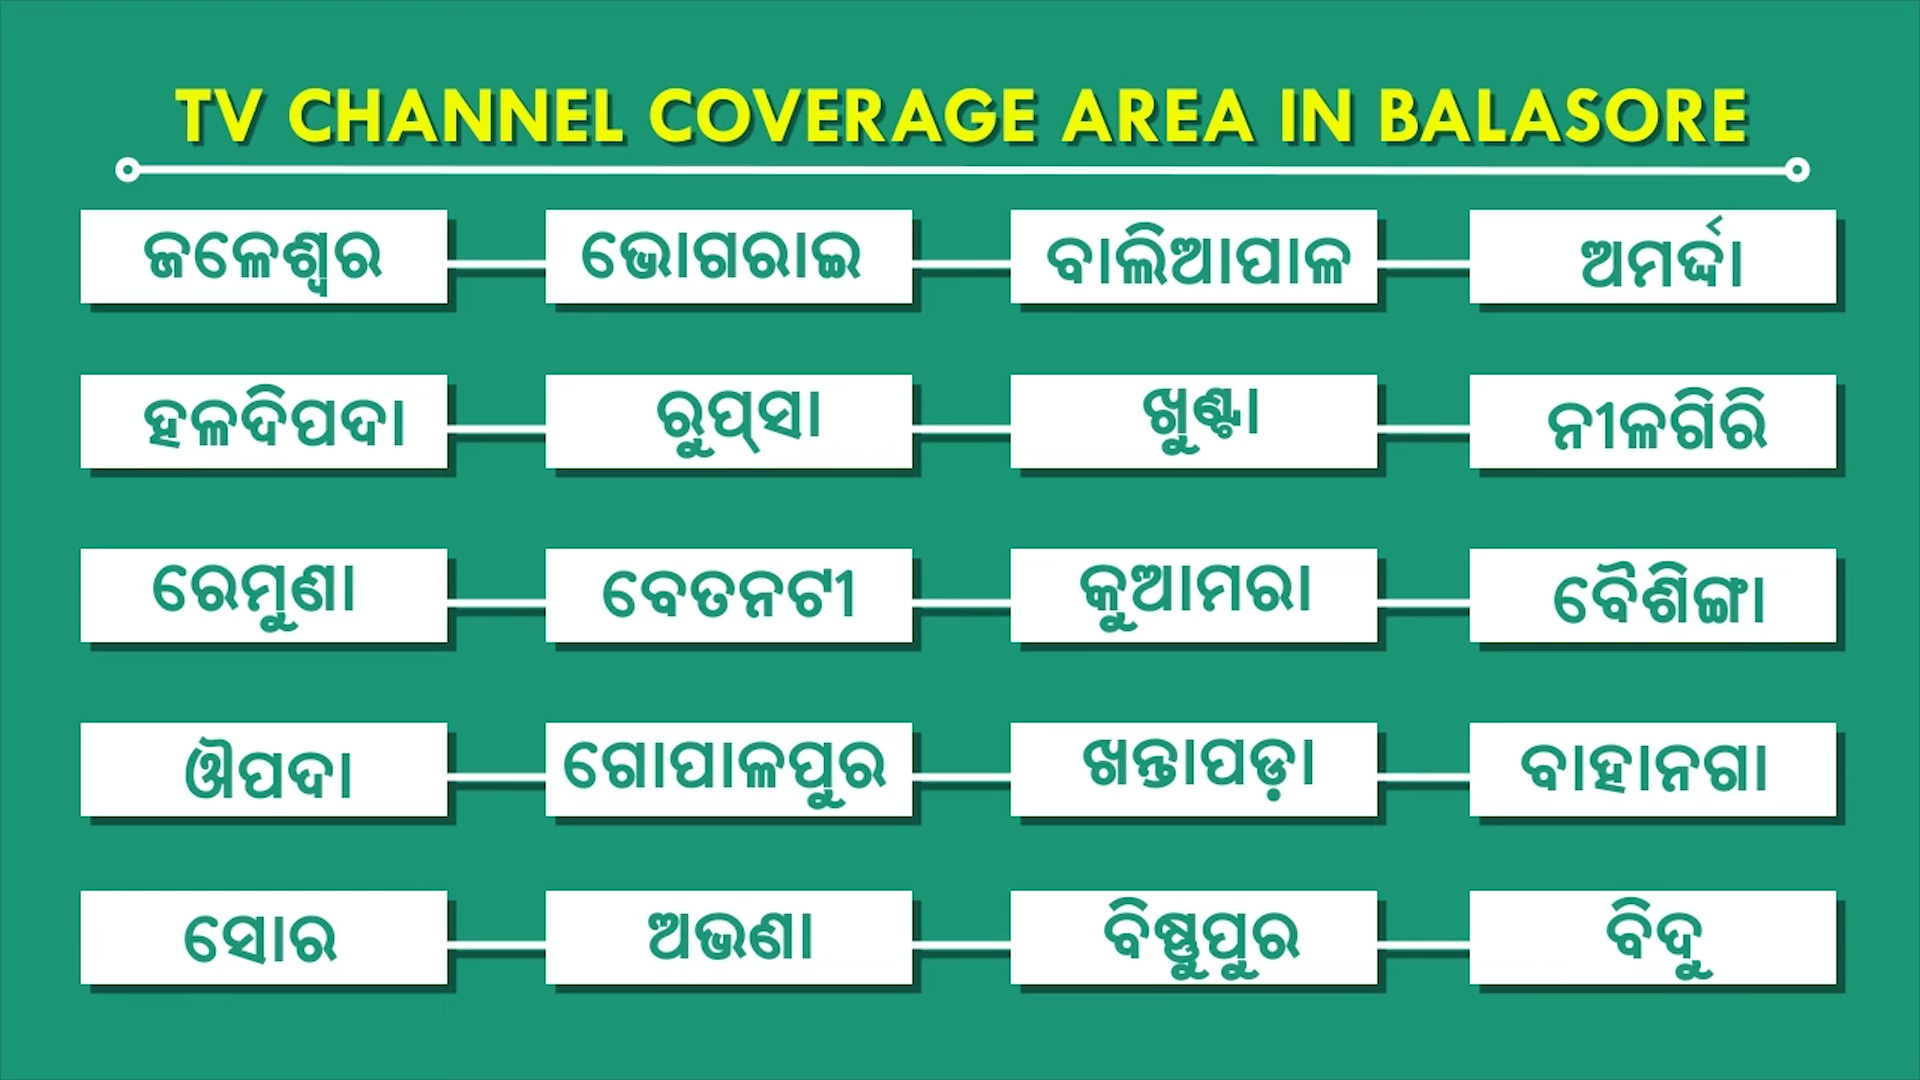 TV CHANNEL COVERAGE AREA IN BALASORE
ଜଳେଶ୍ୱର ଭୋଗରାଇ ବାଲିଆପାଳ ଅମର୍ଦ୍ଦା
ହଳଦିପଦା ରୁପ୍‌ସା ଖୁଣ୍ଟା ନୀଳଗିରି
ରେମୁଣା ବେତନଟୀ କୁଆମରା ବୈଶିଙ୍ଗା
ଔପଦା ଗୋପାଳପୁର ଖନ୍ତାପଡ଼ା ବାହାନଗା
ସୋର ଅଭଣା ବିଷ୍ଣୁପୁର ବିଦୁ